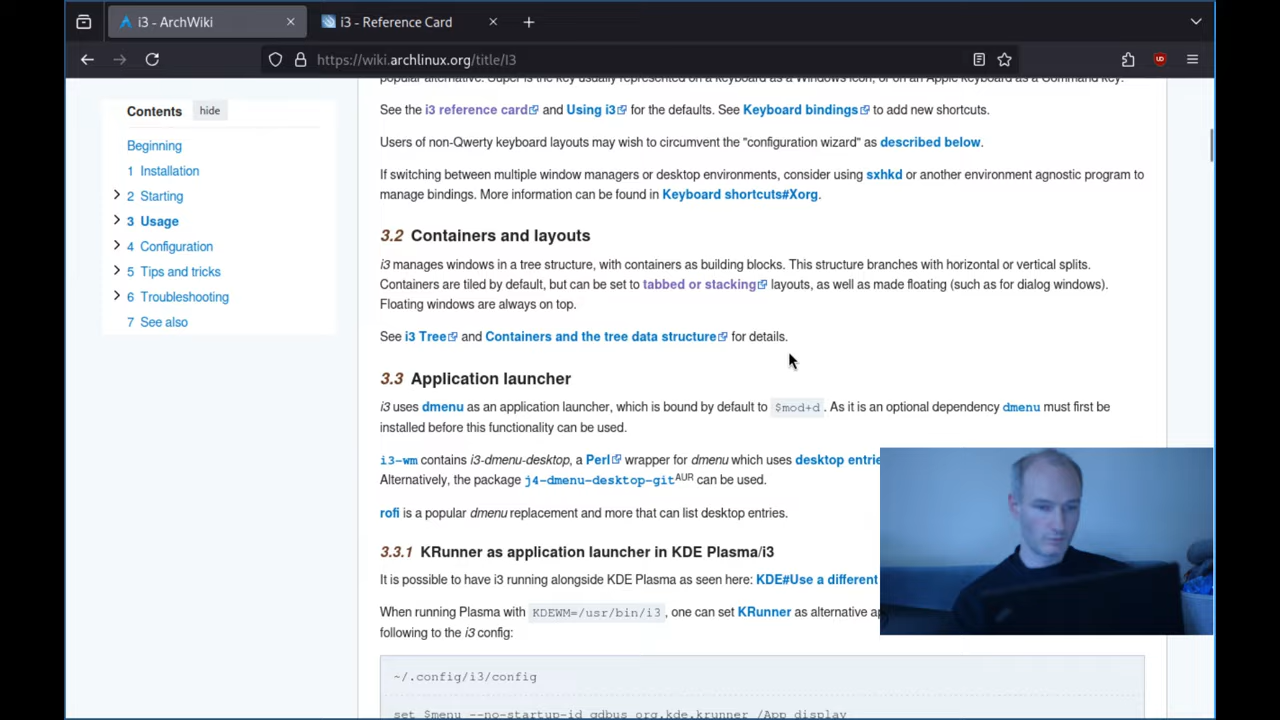 i3 - ArchWiki
i3 - Reference Card
https://wiki.archlinux.org/title/I3
Contents
hide
Beginning
1 Installation
2 Starting
3 Usage
4 Configuration
5 Tips and tricks
6 Troubleshooting
7 See also
popular alternative. Super is the key usually represented on a keyboard as a Windows icon, or on an Apple keyboard as a Command key.
See the i3 reference card and Using i3 for the defaults. See Keyboard bindings to add new shortcuts.
Users of non-Qwerty keyboard layouts may wish to circumvent the "configuration wizard" as described below.
If switching between multiple window managers or desktop environments, consider using sxhkd or another environment agnostic program to
manage bindings. More information can be found in Keyboard shortcuts#Xorg.
3.2 Containers and layouts
i3 manages windows in a tree structure, with containers as building blocks. This structure branches with horizontal or vertical splits.
Containers are tiled by default, but can be set to tabbed or stacking layouts, as well as made floating (such as for dialog windows).
Floating windows are always on top.
See i3 Tree and Containers and the tree data structure for details.
3.3 Application launcher
i3 uses dmenu as an application launcher, which is bound by default to $mod+d. As it is an optional dependency dmenu must first be
installed before this functionality can be used.
i3-wm contains i3-dmenu-desktop, a Perl wrapper for dmenu which uses desktop entrie
Alternatively, the package j4-dmenu-desktop-gitAUR can be used.
rofi is a popular dmenu replacement and more that can list desktop entries.
3.3.1 KRunner as application launcher in KDE Plasma/i3
It is possible to have i3 running alongside KDE Plasma as seen here: KDE#Use a different
When running Plasma with KDEWM=/usr/bin/i3, one can set KRunner as alternative ap
following to the i3 config:
~/.config/i3/config
set $menu --no-startup-id qdbus org.kde.krunner /App display